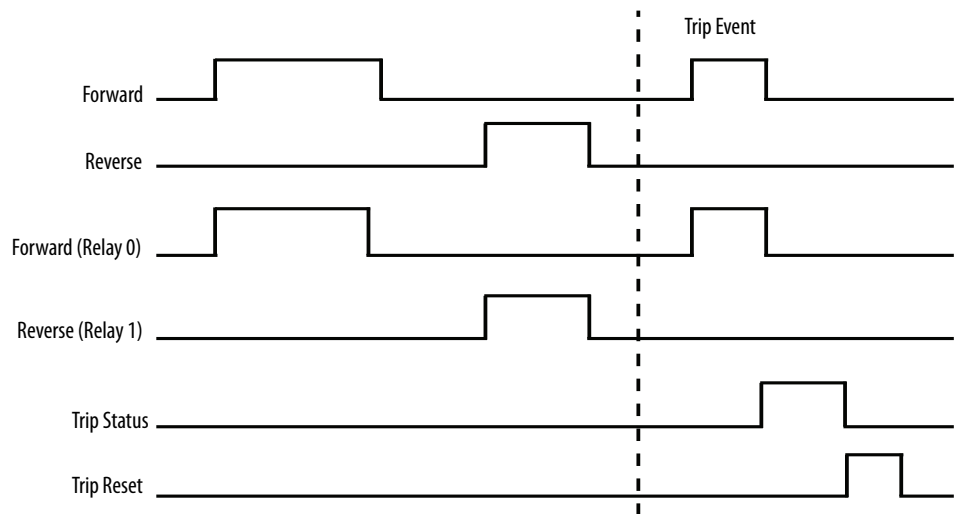 Trip Event
Forward
Reverse
Forward (Relay 0)
Reverse (Relay 1)
Trip Status
Trip Reset